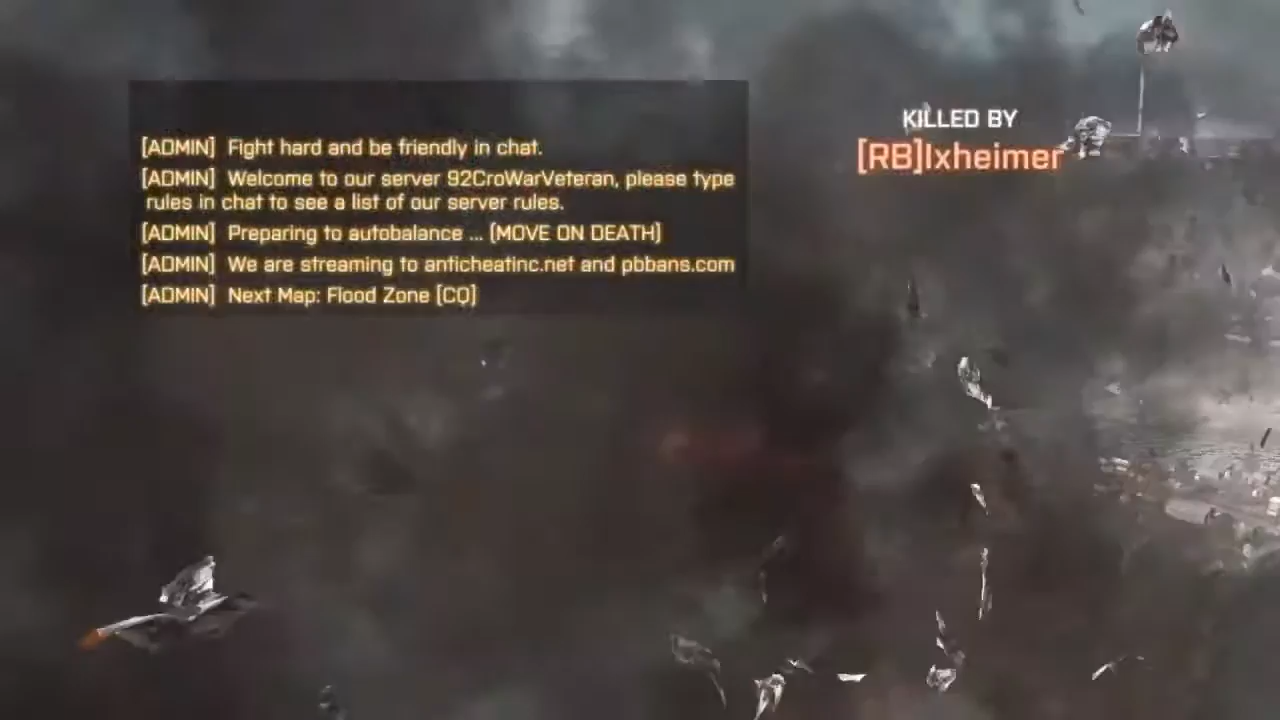 [ADMIN] Fight hard and be friendly in chat.
[ADMIN] Welcome to our server 92CroWarVeteran, please type
rules in chat to see a list of our server rules.
[ADMIN] Preparing to autobalance ... (MOVE ON DEATH)
[ADMIN] We are streaming to anticheatinc.net and pbbans.com
[ADMIN] Next Map: Flood Zone [CQ]
KILLED BY
[RB]Ixheimer